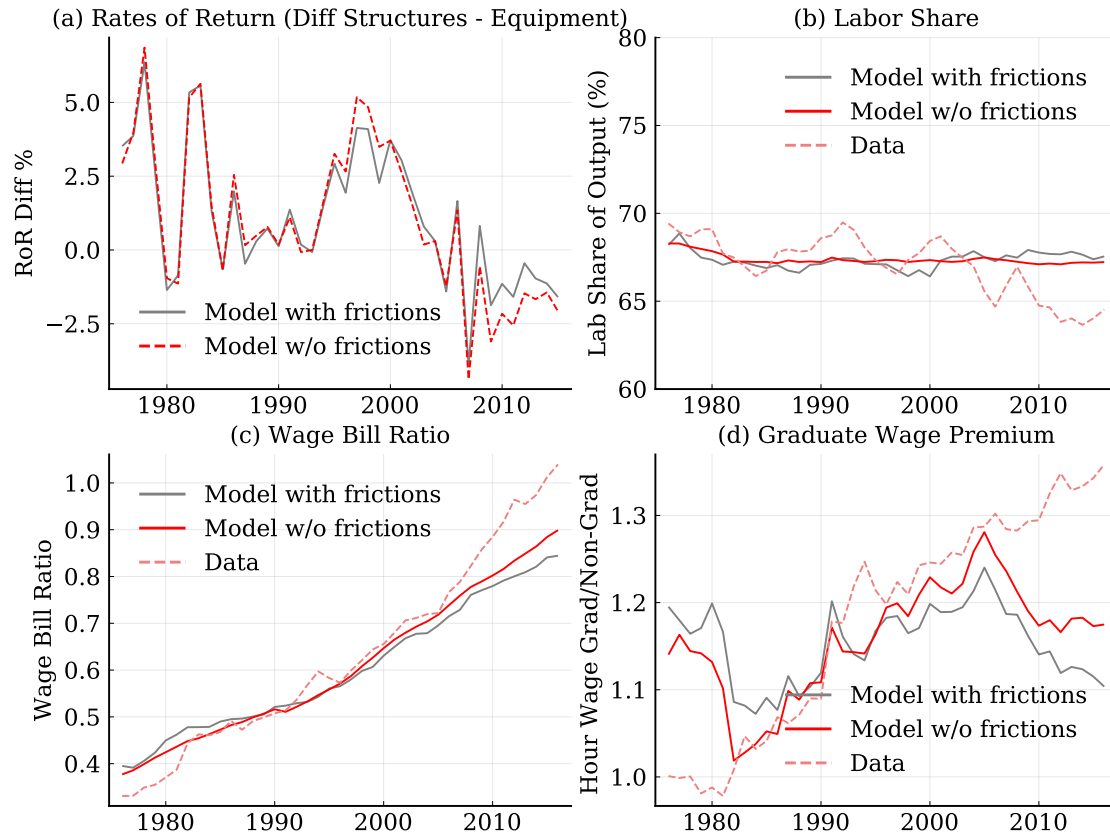 (a) Rates of Return (Diff Structures - Equipment)
RoR Diff %
5.0
2.5
0.0
−2.5
Model with frictions
Model w/o frictions
1980
1990
2000
2010
(b) Labor Share
Lab Share of Output (%)
80
75
70
65
60
Model with frictions
Model w/o frictions
Data
1980
1990
2000
2010
(c) Wage Bill Ratio
Wage Bill Ratio
1.0
0.9
0.8
0.7
0.6
0.5
0.4
Model with frictions
Model w/o frictions
Data
1980
1990
2000
2010
(d) Graduate Wage Premium
Hour Wage Grad/Non-Grad
1.3
1.2
1.1
1.0
Model with frictions
Model w/o frictions
Data
1980
1990
2000
2010